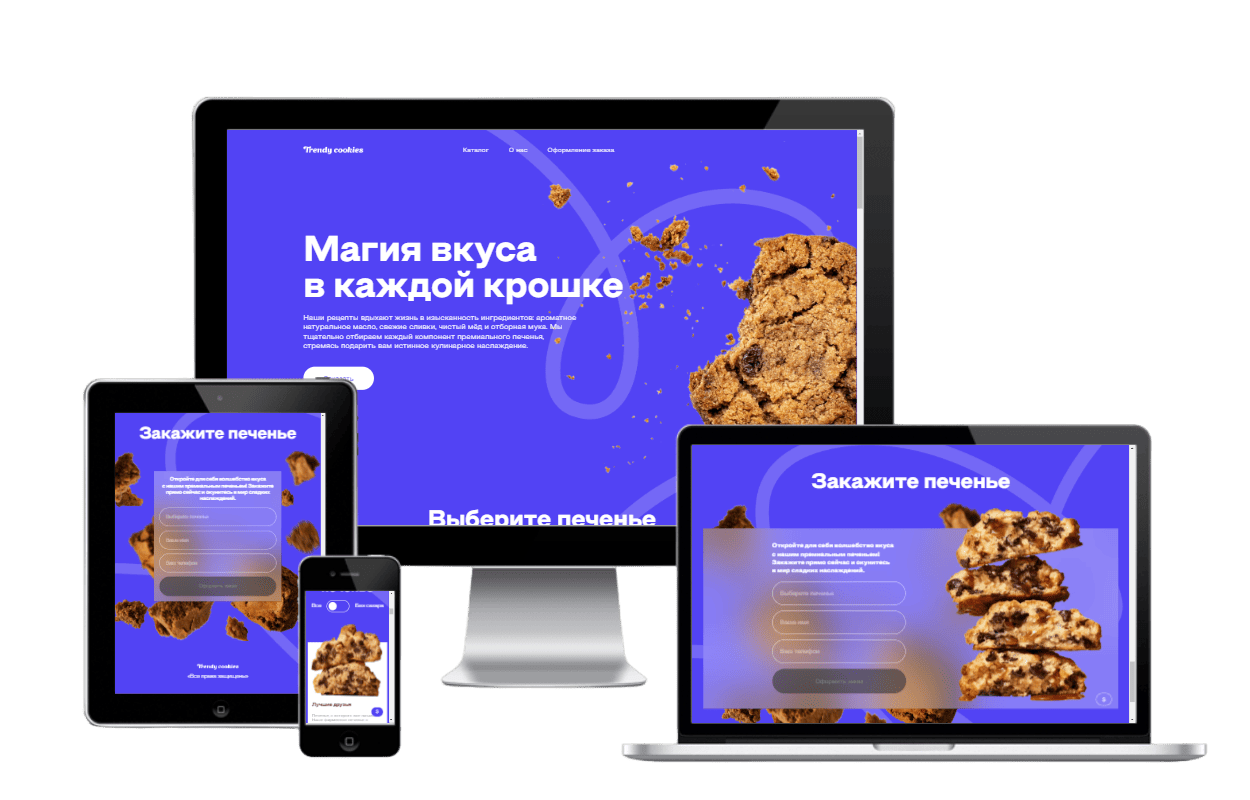 Trendy cookies
Каталог
О нас
Оформление заказа
Магия вкуса
в каждой крошке
Наши рецепты вдыхают жизнь в изысканность ингредиентов: ароматное
натуральное масло, свежие сливки, чистый мёд и отборная мука. Мы
тщательно отбираем каждый компонент премиального печенья,
стремясь подарить вам истинное кулинарное наслаждение.
Выберите печенье
Закажите печенье
Откройте для себя волшебство вкуса
с нашим премиальным печеньем! Закажите
прямо сейчас и окунитесь в мир сладких
наслаждений.
Выберите печенье
Ваше имя
Ваш телефон
Оформить заказ
Trendy cookies
«Все права защищены»
Все
Без сахара
Лучшие друзья
Закажите печенье
Откройте для себя волшебство вкуса
с нашим премиальным печеньем!
Закажите прямо сейчас и окунитесь
в мир сладких наслаждений.
Выберите печенье
Ваше имя
Ваш телефон
Оформить заказ